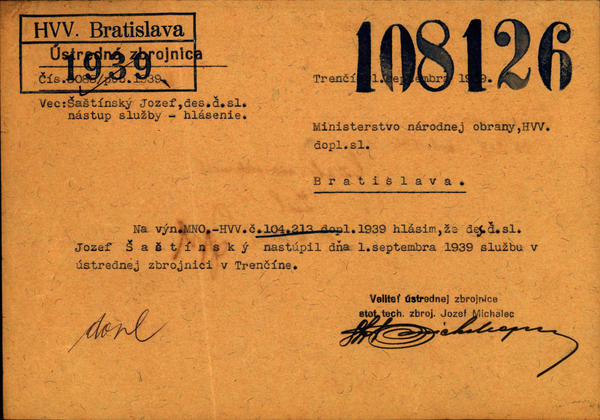 HVV. Bratislava
108126
Ústredná zbrojnica
1939
Trenčín 1. septembra 1939.
Vec: Šaštínský Jozef, des.ď.sl.
nástup služby - hlásenie.
Ministerstvo národnej obrany, HVV.
dopl.sl.
Bratislava.
Na výn.MNO.-HVV.č.104.213 dopl.1939 hlásim, že des.ď.sl.
Jozef Šaštínský nastúpil dňa 1.septembra 1939 službu v
ústrednej zbrojnici v Trenčíne.
Veliteľ ústrednej zbrojnice
stot. tech. zbroj. Jozef Michalec
dopl